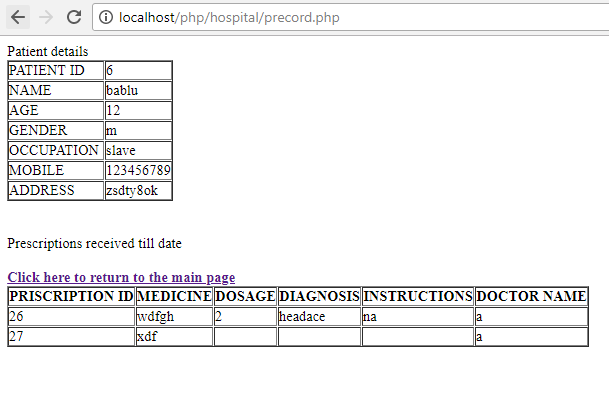 localhost/php/hospital/precord.php
Patient details
PATIENT ID 6
NAME bablu
AGE 12
GENDER m
OCCUPATION slave
MOBILE 123456789
ADDRESS zsdty8ok
Prescriptions received till date
Click here to return to the main page
PRISCRIPTION ID MEDICINE DOSAGE DIAGNOSIS INSTRUCTIONS DOCTOR NAME
26 wdfgh 2 headace na a
27 xdf a